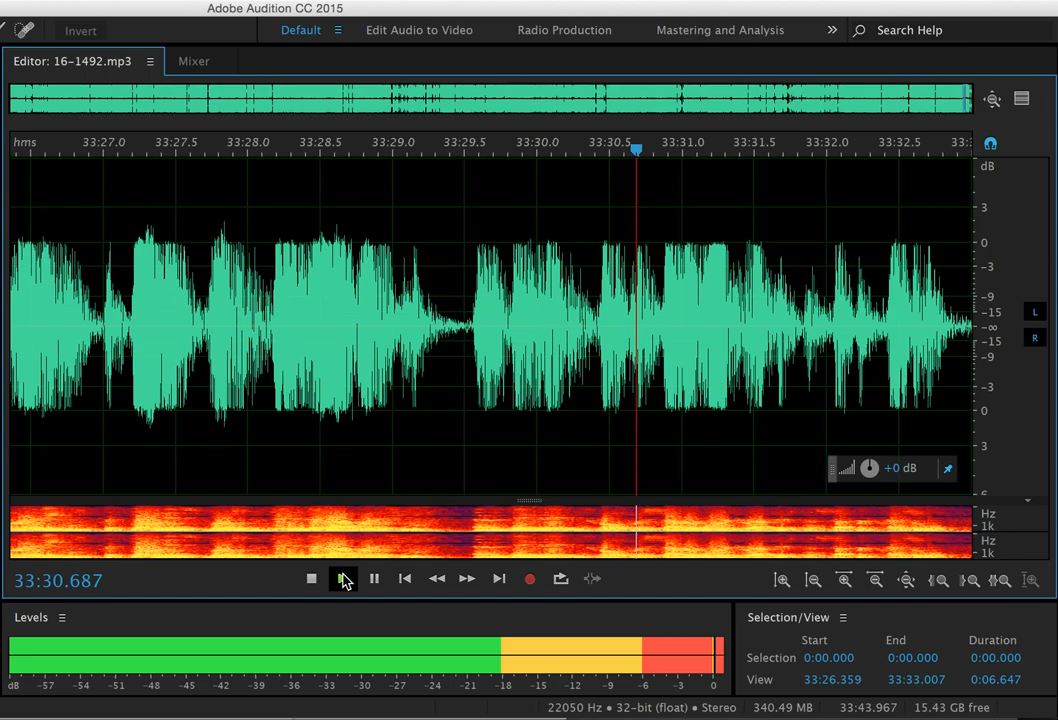 Adobe Audition CC 2015
Invert
Default
Edit Audio to Video
Radio Production
Mastering and Analysis
Search Help
Editor: 16-1492.mp3
Mixer
hms 33:27.0 33:27.5 33:28.0 33:28.5 33:29.0 33:29.5 33:30.0 33:30.5 33:31.0 33:31.5 33:32.0 33:32.5
dB
3
0
-3
-9
-15
-∞
-15
-9
-3
0
3
L
R
+0 dB
Hz
1k
Hz
1k
33:30.687
Levels
dB -57 -54 -51 -48 -45 -42 -39 -36 -33 -30 -27 -24 -21 -18 -15 -12 -9 -6 -3 0
Selection/View
Start End Duration
Selection 0:00.000 0:00.000 0:00.000
View 33:26.359 33:33.007 0:06.647
22050 Hz • 32-bit (float) • Stereo 340.49 MB 33:43.967 15.43 GB free